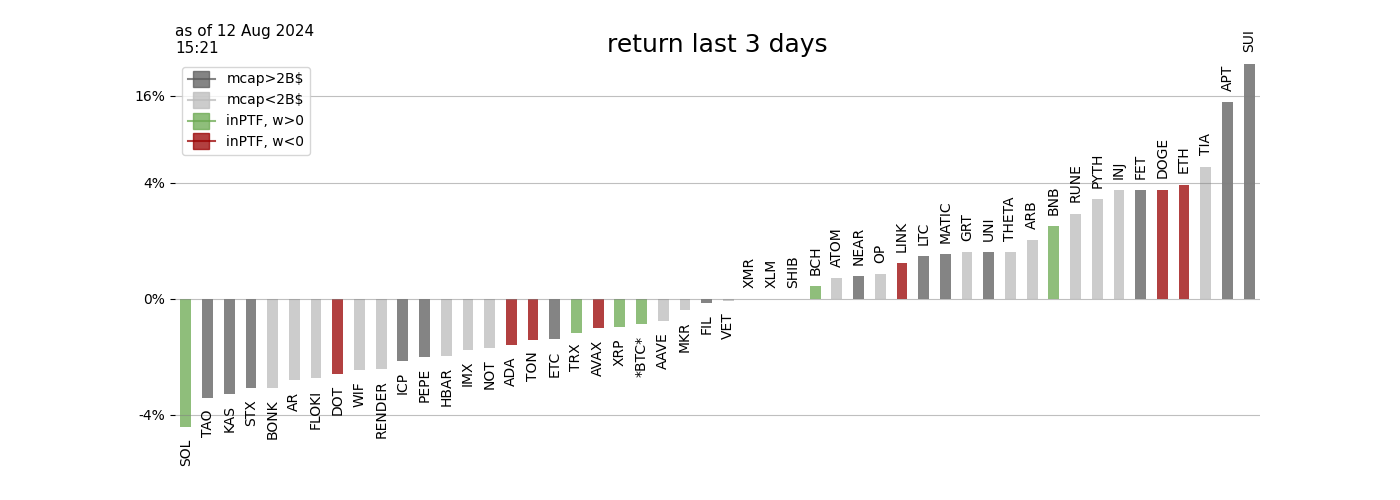 as of 12 Aug 2024
15:21
return last 3 days
mcap>2B$
mcap<2B$
inPTF, w>0
inPTF, w<0
16%
4%
0%
-4%
SOL
TAO
KAS
STX
BONK
AR
FLOKI
DOT
WIF
RENDER
ICP
PEPE
HBAR
IMX
NOT
ADA
TON
ETC
TRX
AVAX
XRP
*BTC*
AAVE
MKR
FIL
VET
XMR
XLM
SHIB
BCH
ATOM
NEAR
OP
LINK
LTC
MATIC
GRT
UNI
THETA
ARB
BNB
RUNE
PYTH
INJ
FET
DOGE
ETH
TIA
APT
SUI